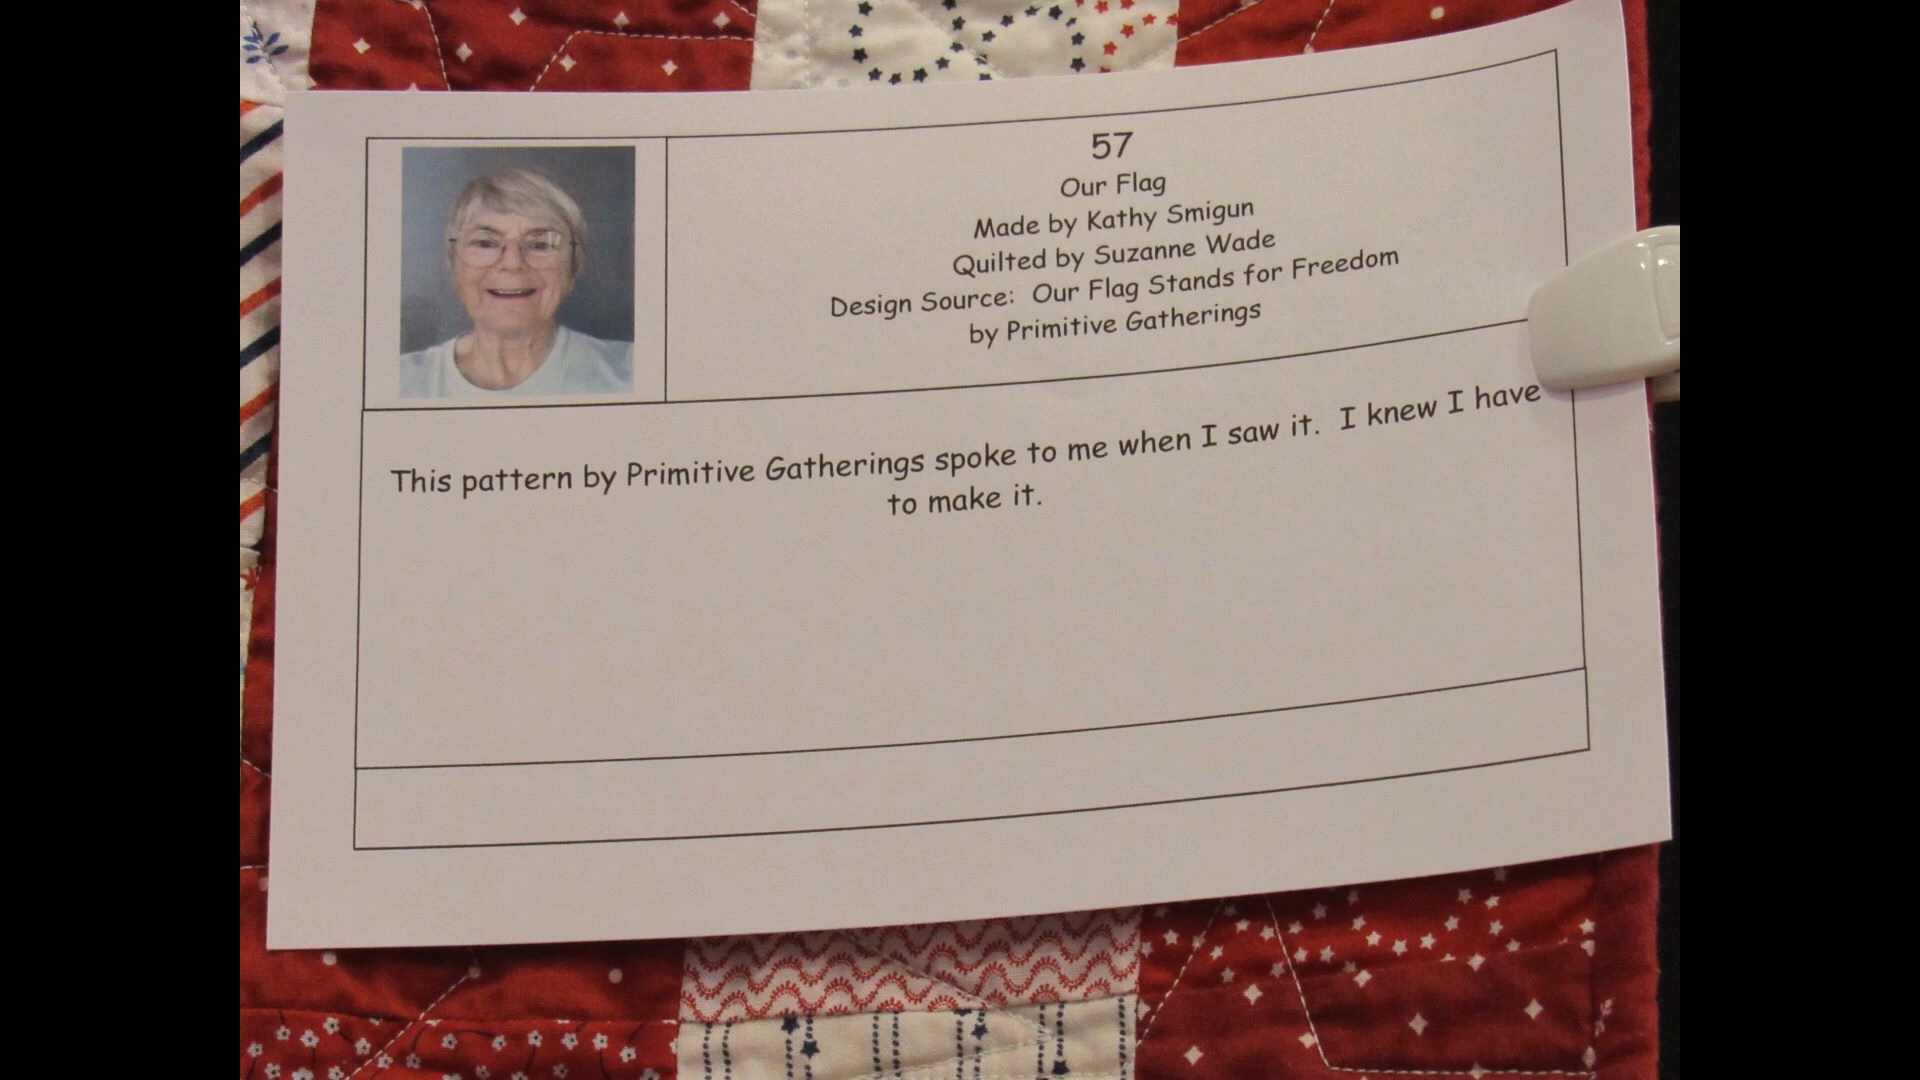 57
Our Flag
Made by Kathy Smigun
Quilted by Suzanne Wade
Design Source: Our Flag Stands for Freedom
by Primitive Gatherings
This pattern by Primitive Gatherings spoke to me when I saw it. I knew I have
to make it.